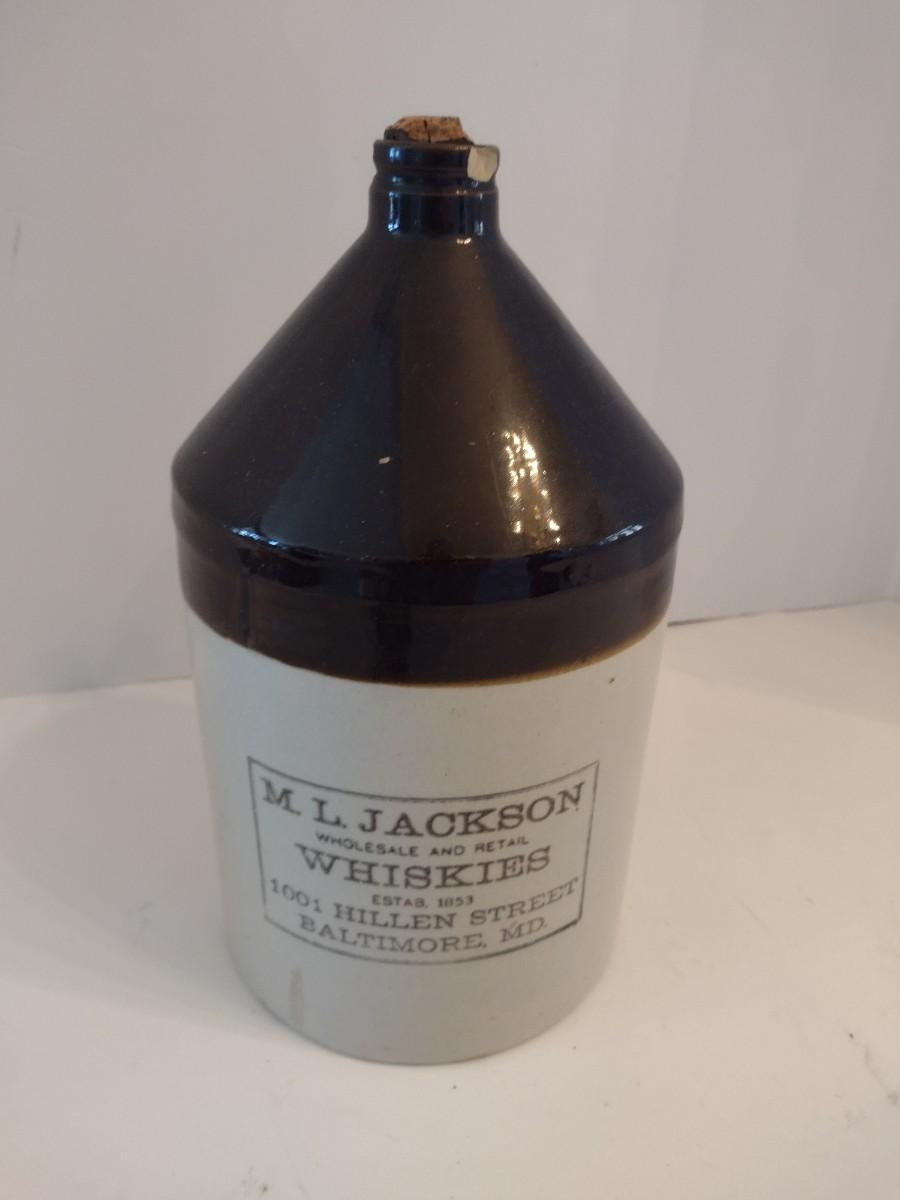 M. L. JACKSON
WHOLESALE AND RETAIL
WHISKIES
ESTAB. 1853
1001 HILLEN STREET
BALTIMORE, MD.